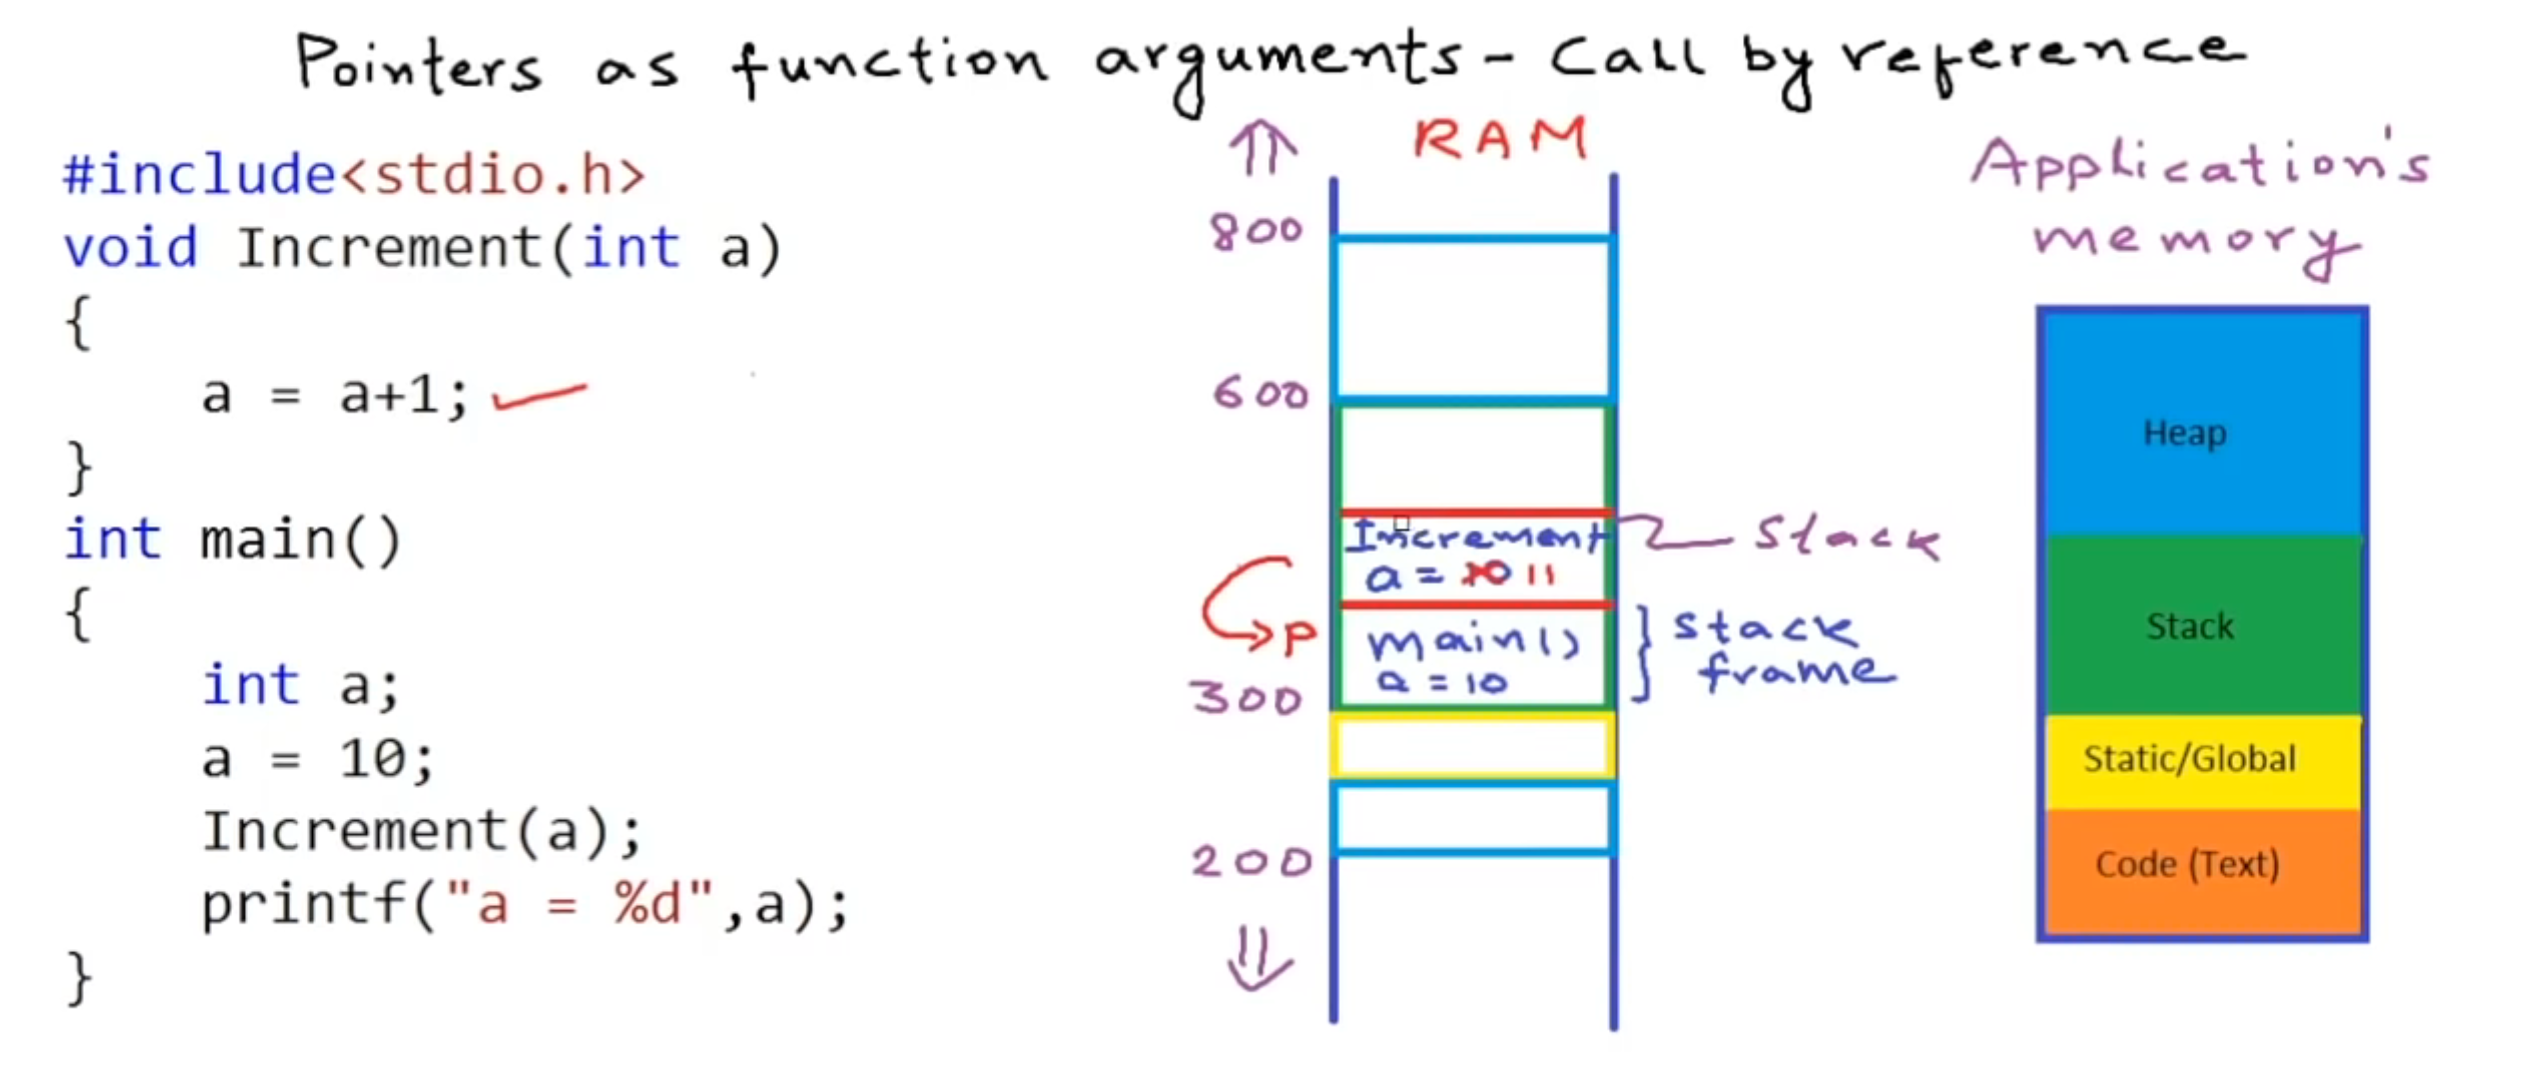 Pointers as function arguments - Call by reference
#include<stdio.h>
void Increment(int a)
{
    a = a+1;
}
int main()
{
    int a;
    a = 10;
    Increment(a);
    printf("a = %d",a);
}
RAM
800
600
Increment
a = 10 11
Stack
P
main()
a = 10
stack
frame
300
200
Application's
memory
Heap
Stack
Static/Global
Code (Text)